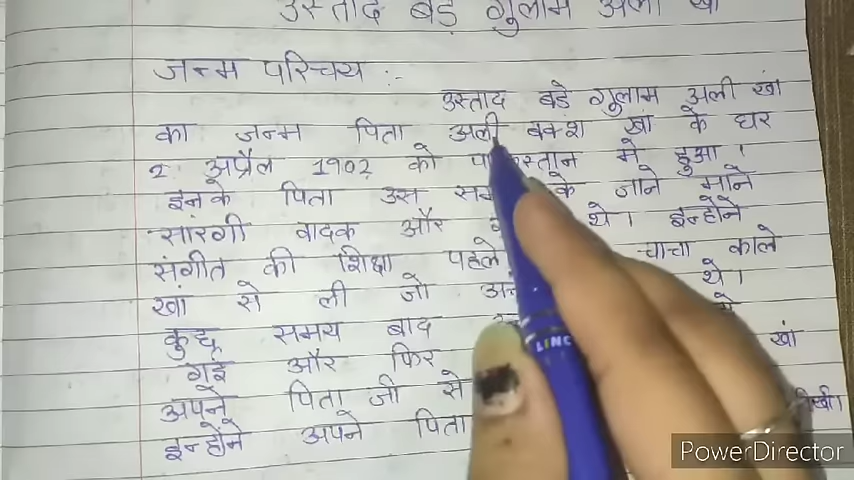 उस्ताद बड़े गुलाम अली खां
जन्म परिचय :-
उस्ताद बडे गुलाम अली खां
का जन्म पिता अली बक्श खां के घर
2 अप्रैल 1902 को में हुआ।
इनके पिता उस के जाने माने
सारंगी वादक और थे। इन्होंने
संगीत की शिक्षा पहले चाचा काले
खां से ली जो थे।
कुछ समय बाद
गई और फिर खां
अपने पिता जी से
इन्होंने अपने पिता
LINC
PowerDirector